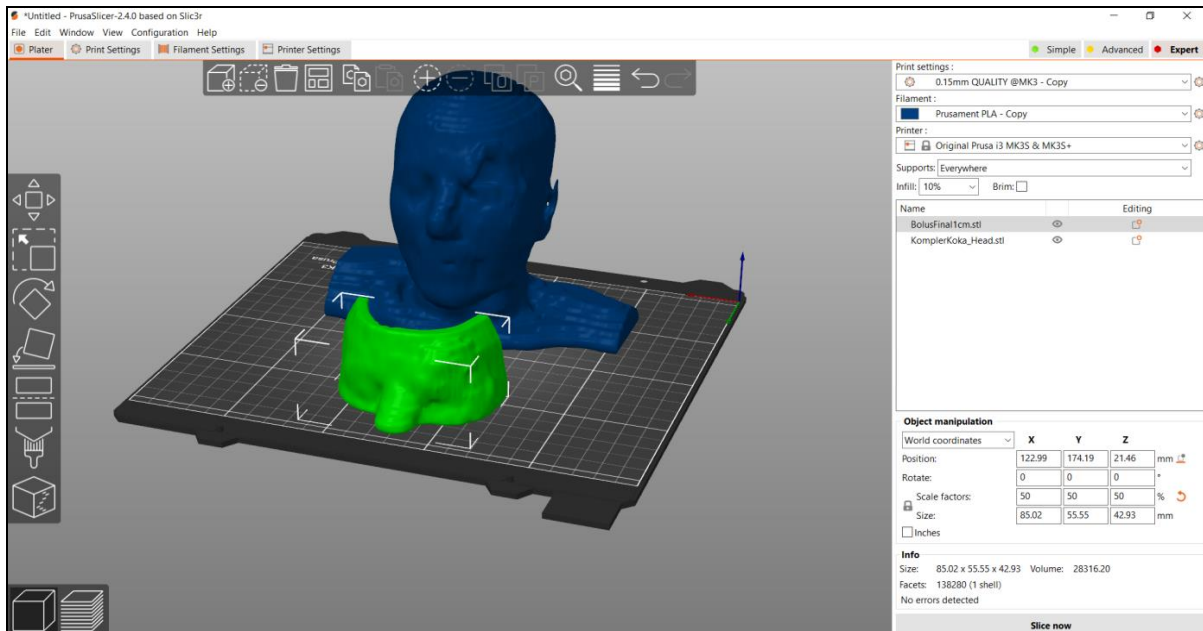 *Untitled - PrusaSlicer-2.4.0 based on Slic3r
File Edit Window View Configuration Help
Plater Print Settings Filament Settings Printer Settings Simple Advanced Expert
Print settings :
0.15mm QUALITY @MK3 - Copy
Filament :
Prusament PLA - Copy
Printer :
Original Prusa i3 MK3S & MK3S+
Supports: Everywhere
Infill: 10% Brim:
Name Editing
BolusFinal1cm.stl
KomplerKoka_Head.stl
Object manipulation
World coordinates X Y Z
Position: 122.99 174.19 21.46 mm
Rotate: 0 0 0 °
Scale factors: 50 50 50 %
Size: 85.02 55.55 42.93 mm
Inches
Info
Size: 85.02 x 55.55 x 42.93 Volume: 28316.20
Facets: 138280 (1 shell)
No errors detected
Slice now